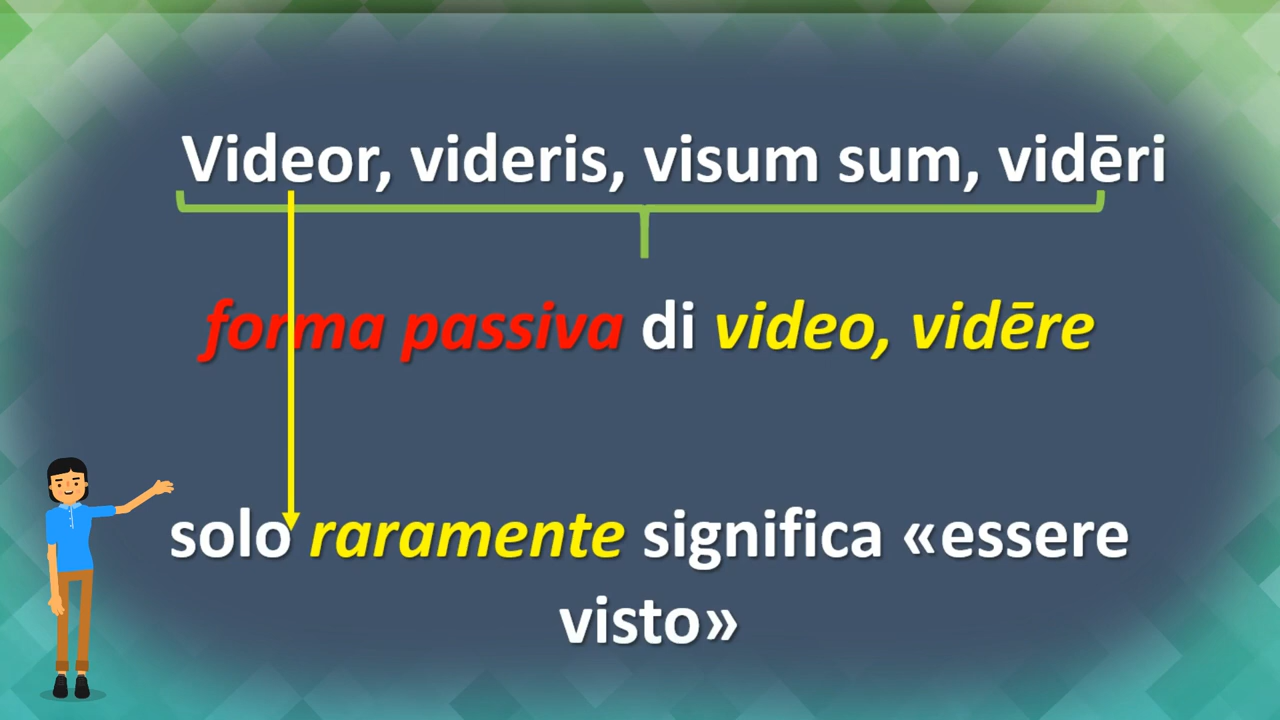 Videor, videris, visum sum, vidēri
forma passiva di video, vidēre
solo raramente significa «essere
visto»